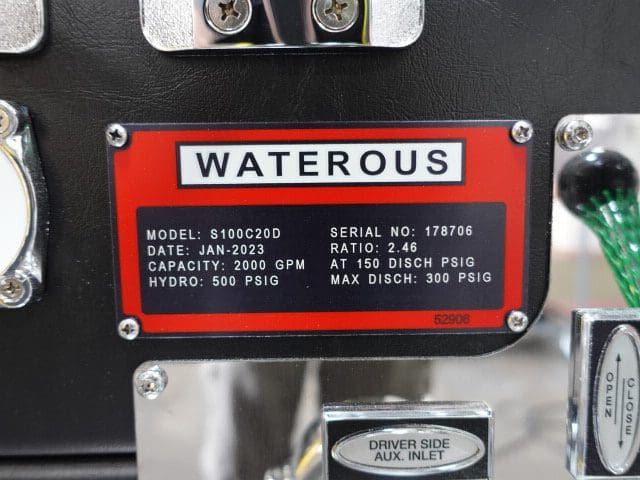 WATEROUS
MODEL: S100C20D SERIAL NO: 178706
DATE: JAN-2023 RATIO: 2.46
CAPACITY: 2000 GPM AT 150 DISCH PSIG
HYDRO: 500 PSIG MAX DISCH: 300 PSIG
52906
OPEN
CLOSE
DRIVER SIDE
AUX. INLET